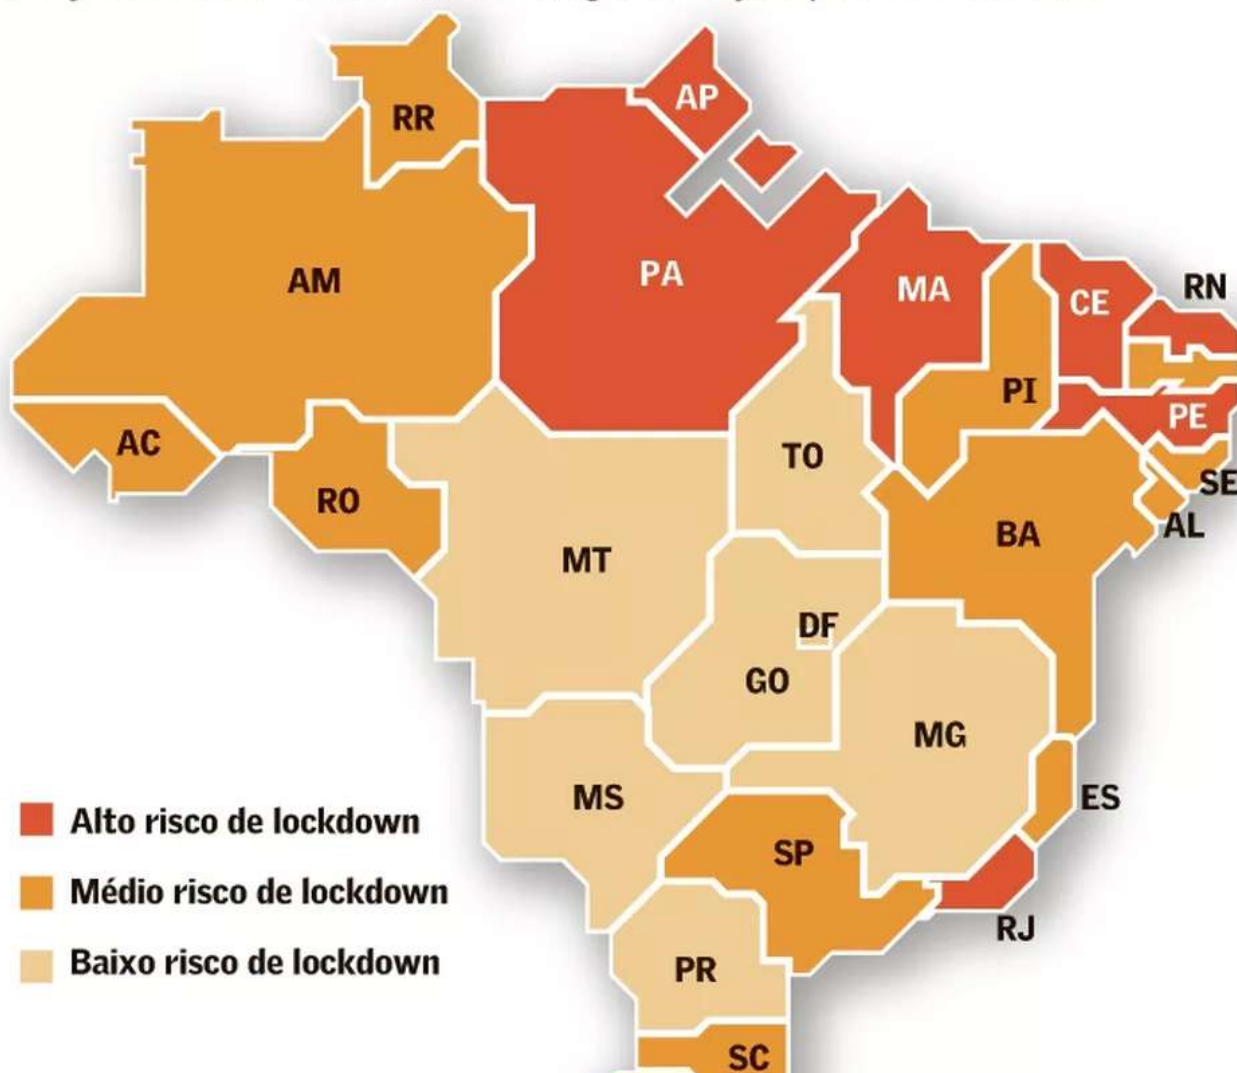 AP
RR
PA
AM
MA
CE
RN
PI
PE
AC
TO
SE
RO
AL
BA
MT
DF
GO
MG
MS
ES
SP
RJ
PR
SC
Alto risco de lockdown
Médio risco de lockdown
Baixo risco de lockdown